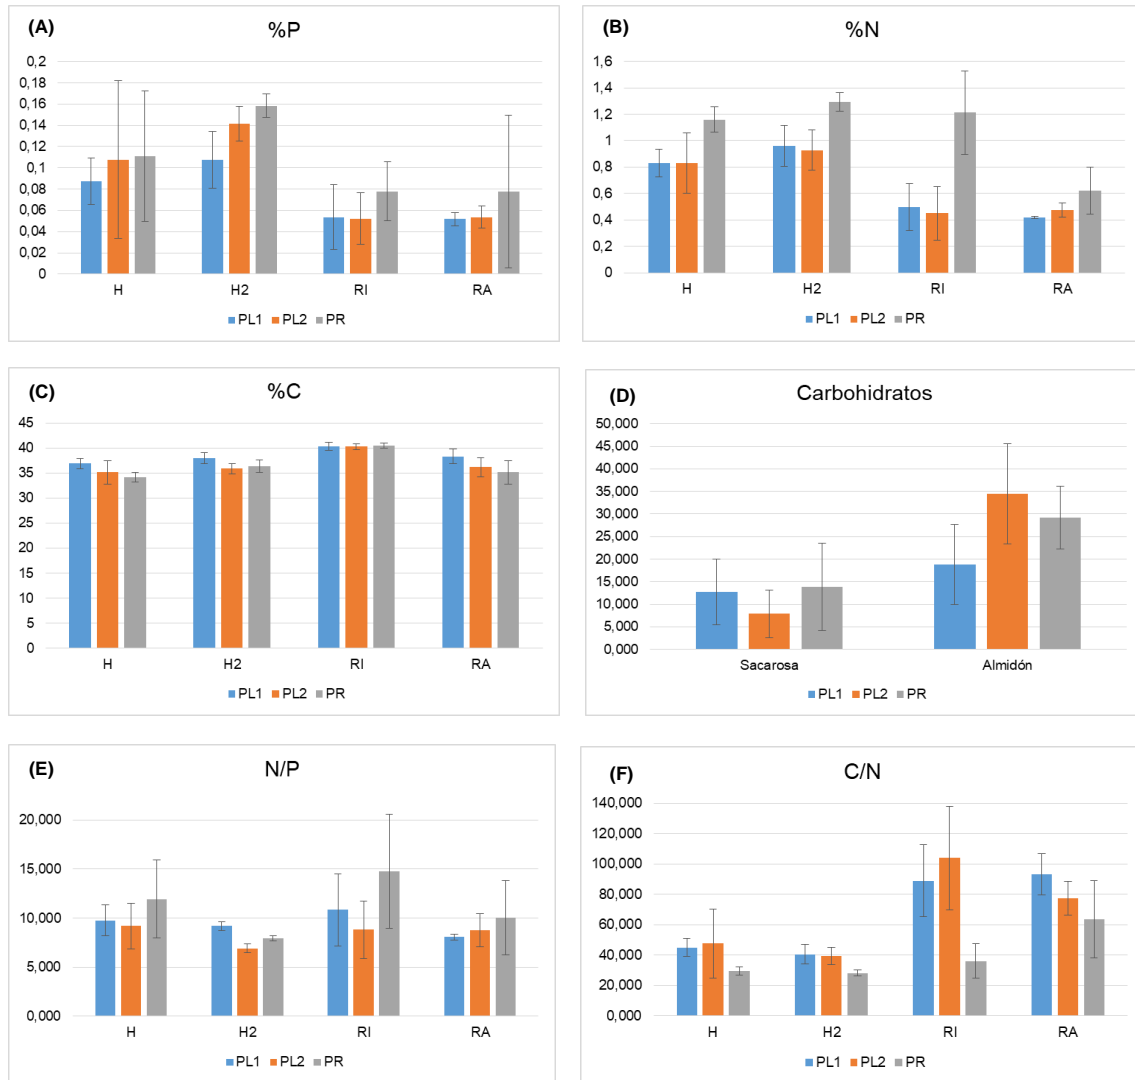 (A)
%P
0,2
0,18
0,16
0,14
0,12
0,1
0,08
0,06
0,04
0,02
0
H H2 RI RA
PL1 PL2 PR
(B)
%N
1,6
1,4
1,2
1
0,8
0,6
0,4
0,2
0
H H2 RI RA
PL1 PL2 PR
(C)
%C
45
40
35
30
25
20
15
10
5
0
H H2 RI RA
PL1 PL2 PR
(D)
Carbohidratos
50,000
45,000
40,000
35,000
30,000
25,000
20,000
15,000
10,000
5,000
0,000
Sacarosa Almidón
PL1 PL2 PR
(E)
N/P
20,000
15,000
10,000
5,000
0,000
H H2 RI RA
PL1 PL2 PR
(F)
C/N
140,000
120,000
100,000
80,000
60,000
40,000
20,000
0,000
H H2 RI RA
PL1 PL2 PR